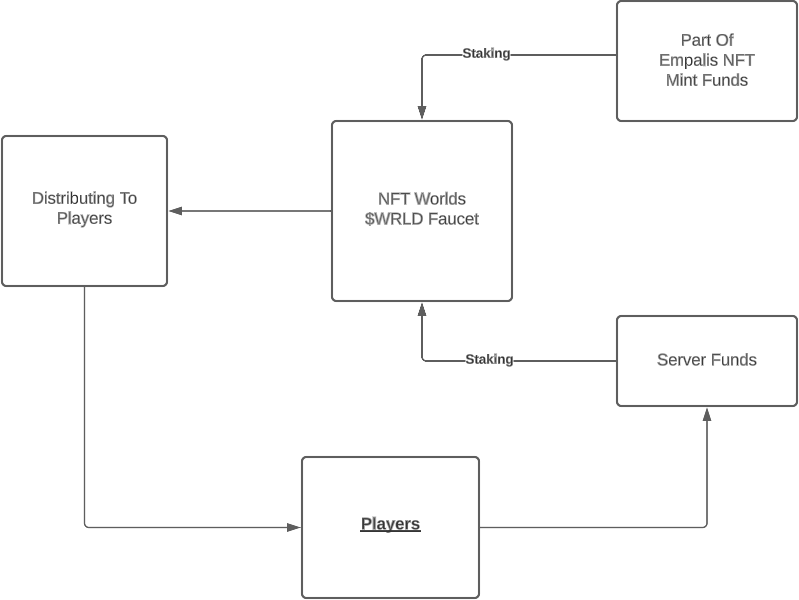 Part Of
Empalis NFT
Mint Funds
Staking
Distributing To
Players
NFT Worlds
$WRLD Faucet
Staking
Server Funds
Players